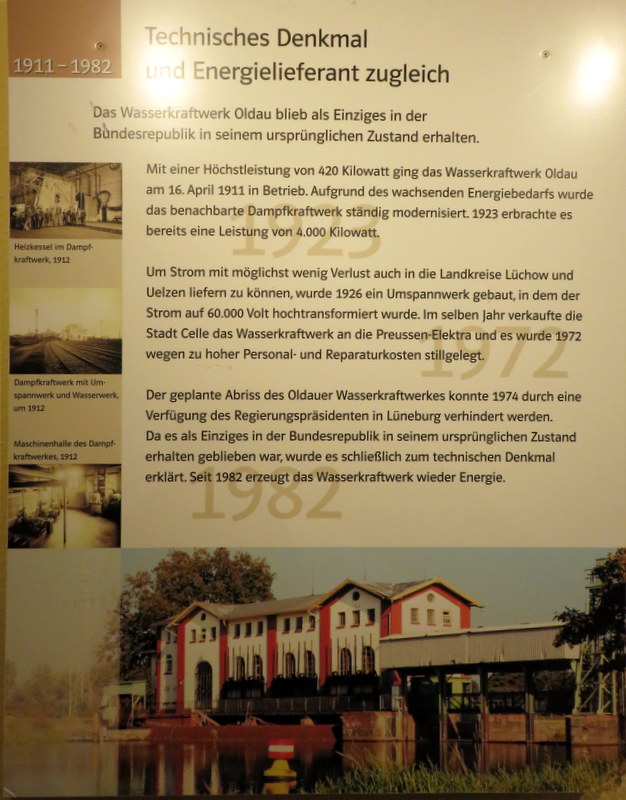 1911 – 1982
Technisches Denkmal
und Energielieferant zugleich
Das Wasserkraftwerk Oldau blieb als Einziges in der
Bundesrepublik in seinem ursprünglichen Zustand erhalten.
Mit einer Höchstleistung von 420 Kilowatt ging das Wasserkraftwerk Oldau
am 16. April 1911 in Betrieb. Aufgrund des wachsenden Energiebedarfs wurde
das benachbarte Dampfkraftwerk ständig modernisiert. 1923 erbrachte es
bereits eine Leistung von 4.000 Kilowatt.
1923
Um Strom mit möglichst wenig Verlust auch in die Landkreise Lüchow und
Uelzen liefern zu können, wurde 1926 ein Umspannwerk gebaut, in dem der
Strom auf 60.000 Volt hochtransformiert wurde. Im selben Jahr verkaufte die
Stadt Celle das Wasserkraftwerk an die Preussen-Elektra und es wurde 1972
wegen zu hoher Personal- und Reparaturkosten stillgelegt.
1972
Der geplante Abriss des Oldauer Wasserkraftwerkes konnte 1974 durch eine
Verfügung des Regierungspräsidenten in Lüneburg verhindert werden.
Da es als Einziges in der Bundesrepublik in seinem ursprünglichen Zustand
erhalten geblieben war, wurde es schließlich zum technischen Denkmal
erklärt. Seit 1982 erzeugt das Wasserkraftwerk wieder Energie.
1982
Heizkessel im Dampf-
kraftwerk, 1912
Dampfkraftwerk mit Um-
spannwerk und Wasserwerk,
um 1912
Maschinenhalle des Dampf-
kraftwerkes, 1912